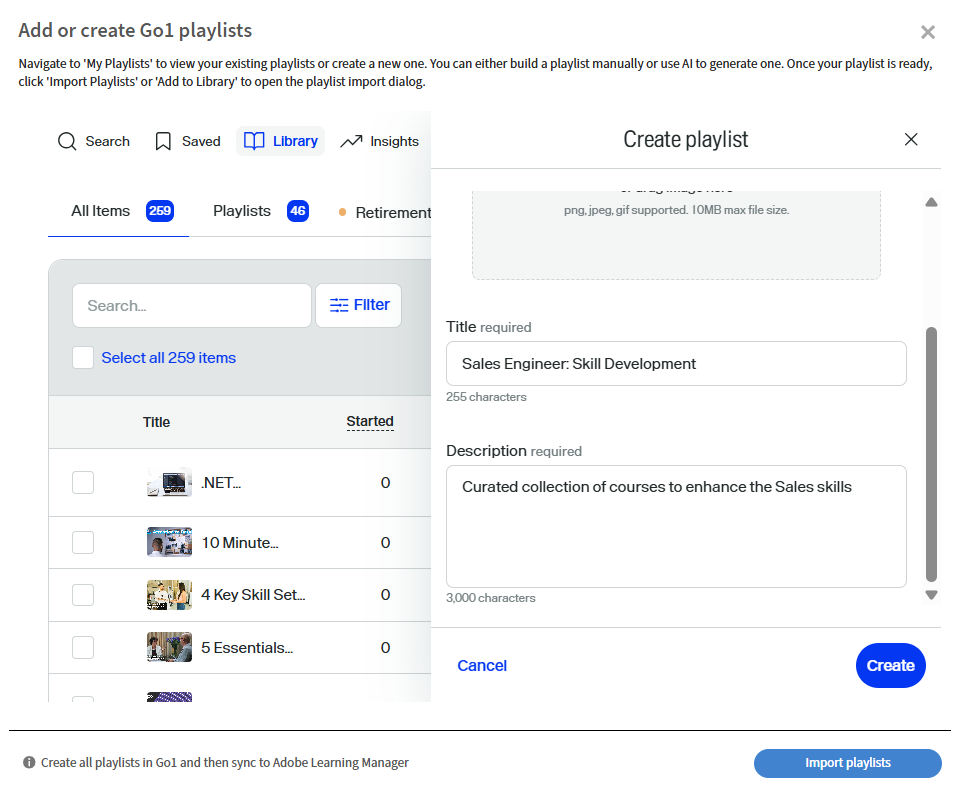 Add or create Go1 playlists
Navigate to 'My Playlists' to view your existing playlists or create a new one. You can either build a playlist manually or use AI to generate one. Once your playlist is ready,
click 'Import Playlists' or 'Add to Library' to open the playlist import dialog.
Search
Saved
Library
Insights
All Items 259
Playlists 46
Retirement
Search...
Filter
Select all 259 items
Title
Started
.NET...
0
10 Minute...
0
4 Key Skill Set...
0
5 Essentials...
0
Create playlist
or drag image here
png, jpeg, gif supported. 10MB max file size.
Title required
Sales Engineer: Skill Development
255 characters
Description required
Curated collection of courses to enhance the Sales skills
3,000 characters
Cancel
Create
Create all playlists in Go1 and then sync to Adobe Learning Manager
Import playlists